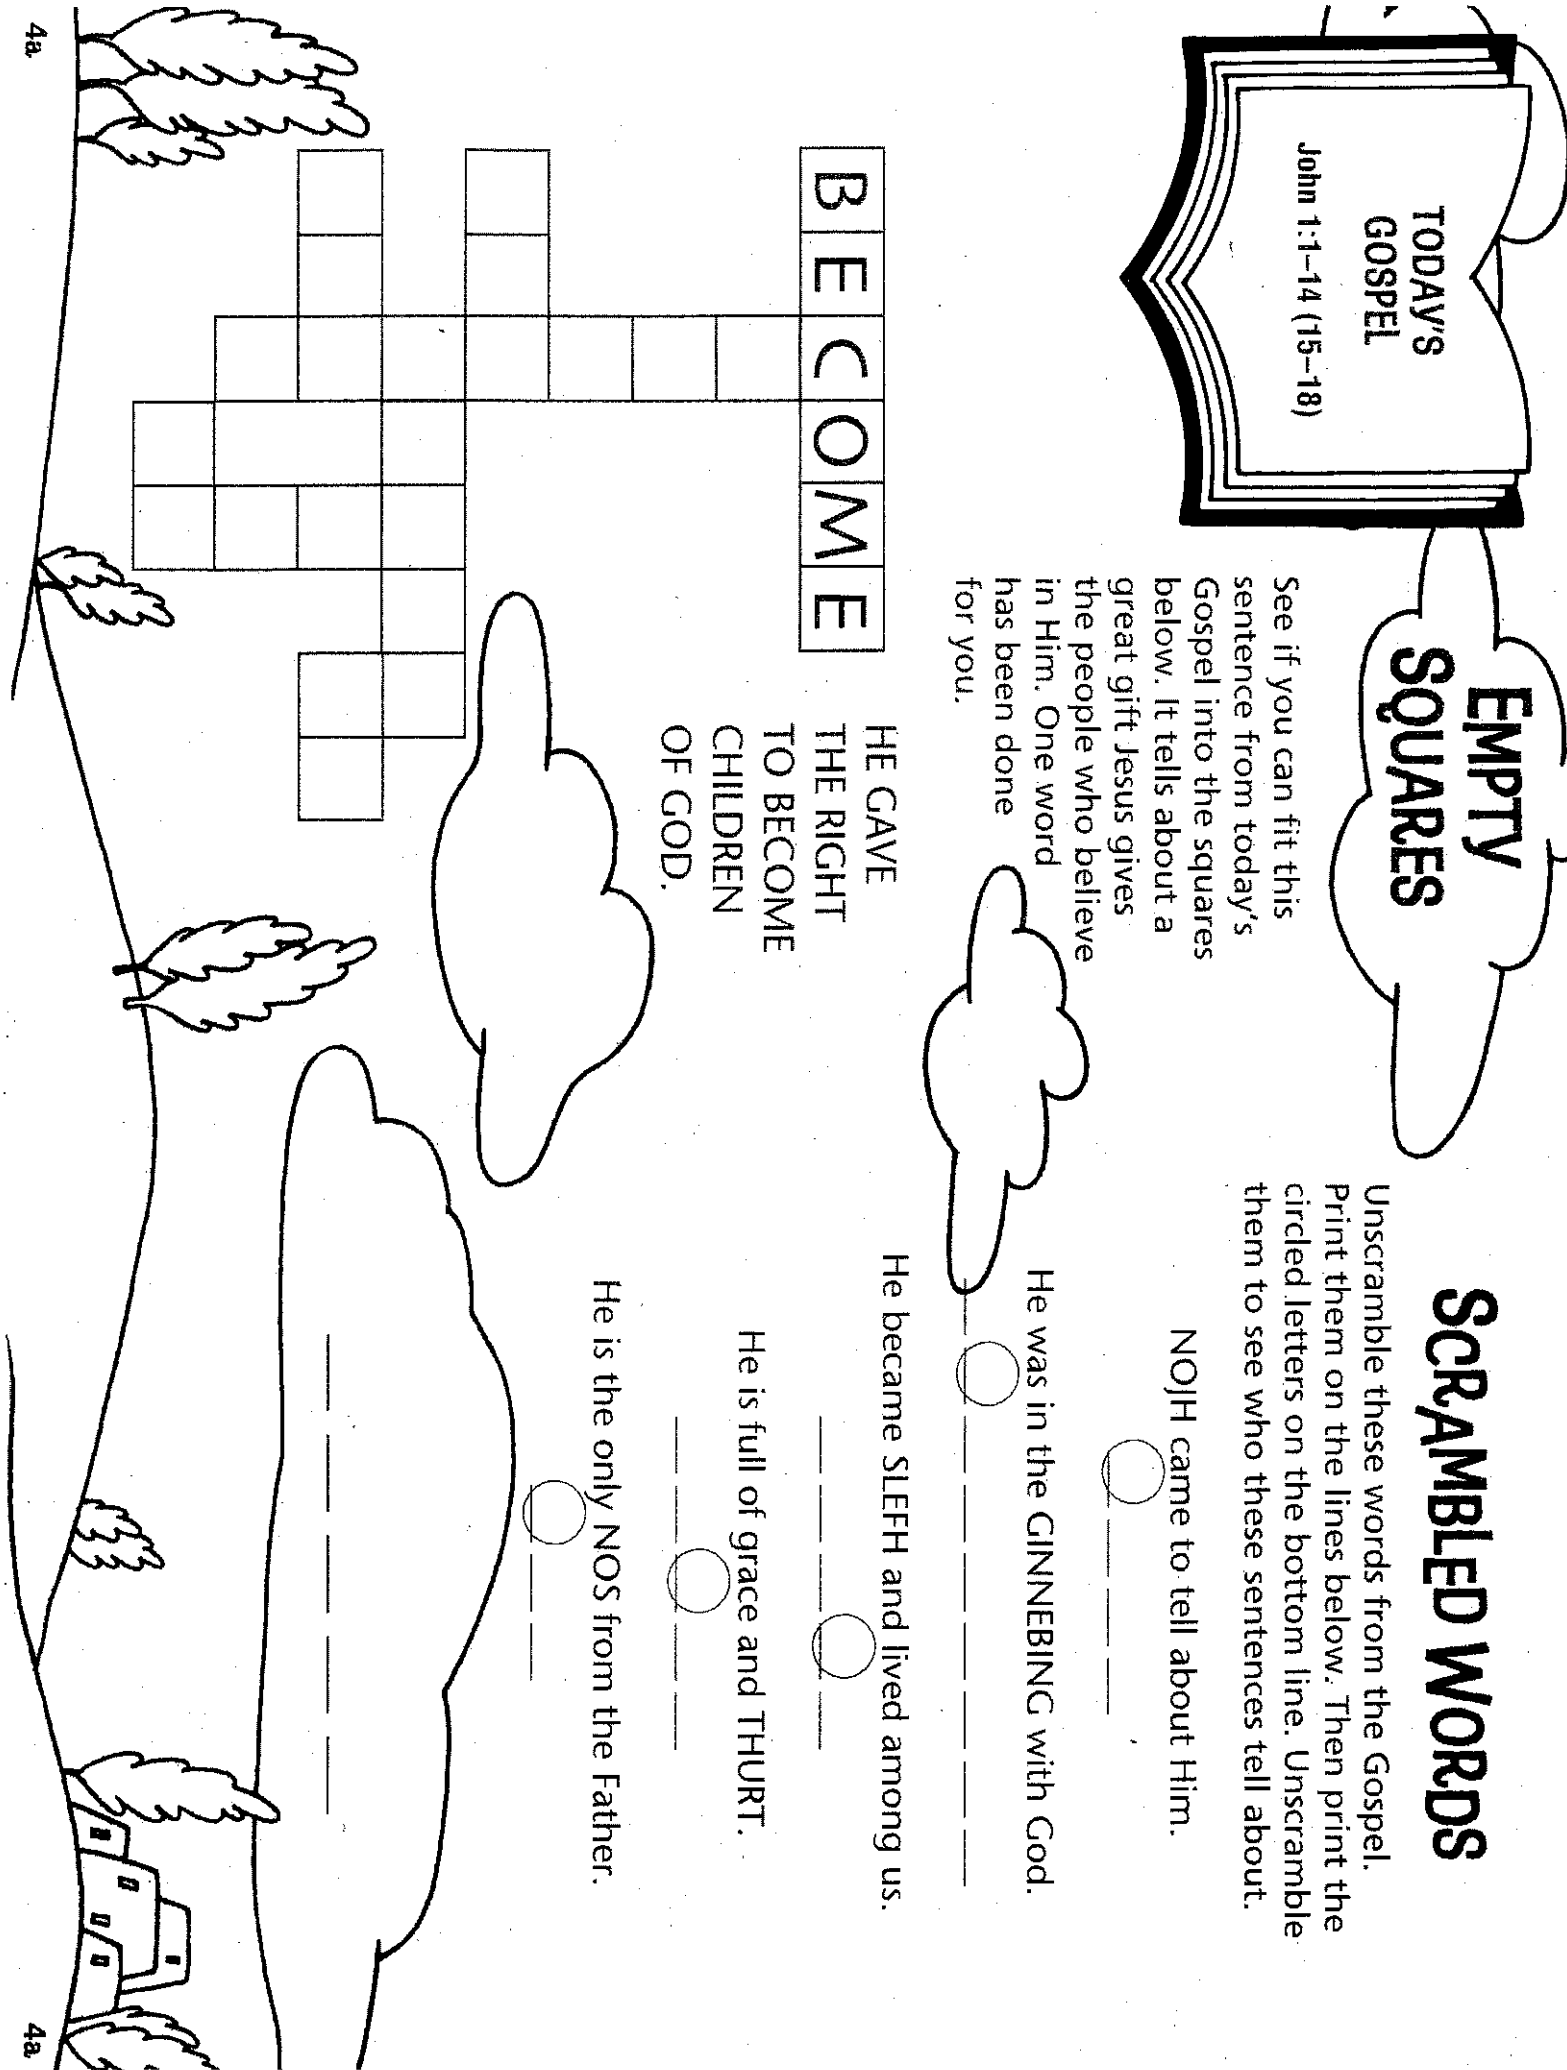 TODAY'S
GOSPEL
John 1:1–14 (15–18)
EMPTY
SQUARES
See if you can fit this
sentence from today's
Gospel into the squares
below. It tells about a
great gift Jesus gives
the people who believe
in Him. One word
has been done
for you.
HE GAVE
THE RIGHT
TO BECOME
CHILDREN
OF GOD.
BECOME
SCRAMBLED WORDS
Unscramble these words from the Gospel.
Print them on the lines below. Then print the
circled letters on the bottom line. Unscramble
them to see who these sentences tell about.
NOJH came to tell about Him.
He was in the GINNEBING with God.
He became SLEFH and lived among us.
He is full of grace and THURT.
He is the only NOS from the Father.
4a
4a